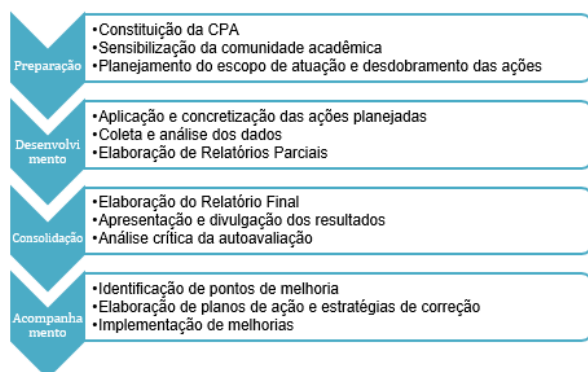 Preparação
•Constituição da CPA
•Sensibilização da comunidade acadêmica
•Planejamento do escopo de atuação e desdobramento das ações
Desenvolvi
mento
•Aplicação e concretização das ações planejadas
•Coleta e análise dos dados
•Elaboração de Relatórios Parciais
Consolidação
•Elaboração do Relatório Final
•Apresentação e divulgação dos resultados
•Análise crítica da autoavaliação
Acompanha
mento
•Identificação de pontos de melhoria
•Elaboração de planos de ação e estratégias de correção
•Implementação de melhorias